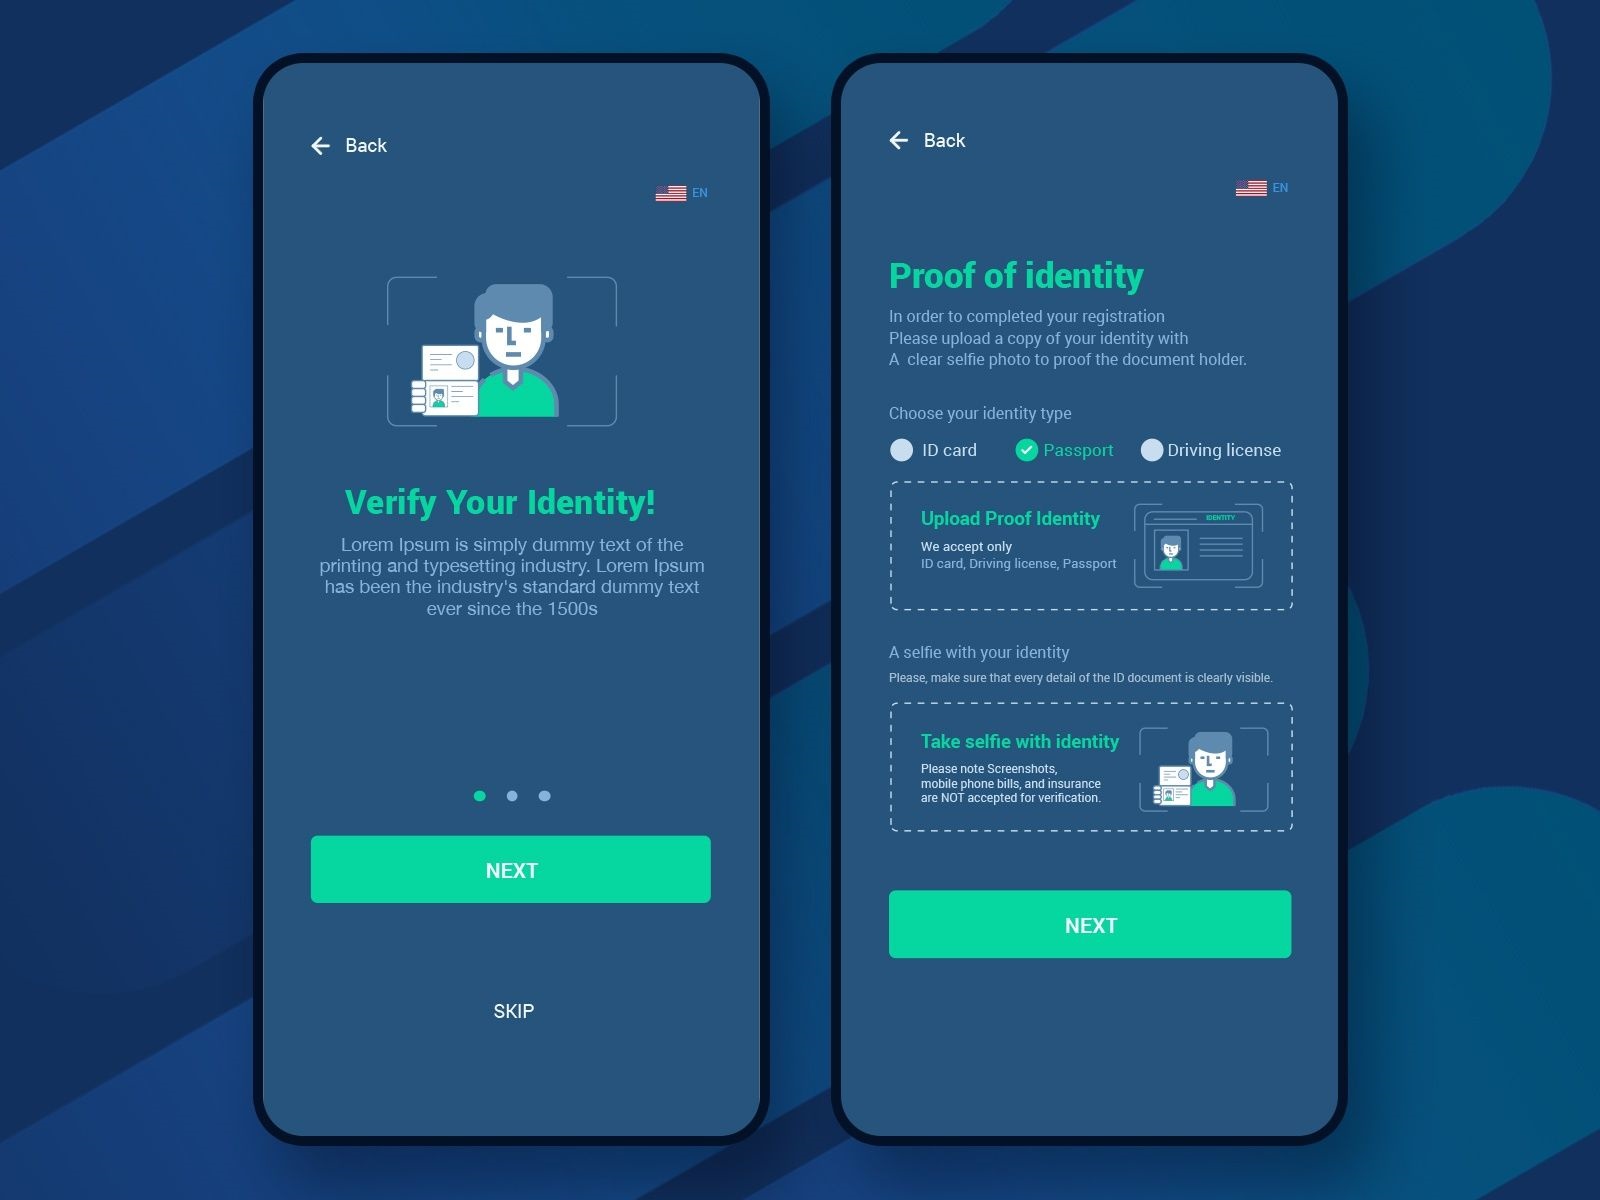 Back
EN
Verify Your Identity!
Lorem Ipsum is simply dummy text of the
printing and typesetting industry. Lorem Ipsum
has been the industry's standard dummy text
ever since the 1500s
NEXT
SKIP
Back
EN
Proof of identity
In order to completed your registration
Please upload a copy of your identity with
A clear selfie photo to proof the document holder.
Choose your identity type
ID card
Passport
Driving license
Upload Proof Identity
We accept only
ID card, Driving license, Passport
IDENTITY
A selfie with your identity
Please, make sure that every detail of the ID document is clearly visible.
Take selfie with identity
Please note Screenshots,
mobile phone bills, and insurance
are NOT accepted for verification.
NEXT